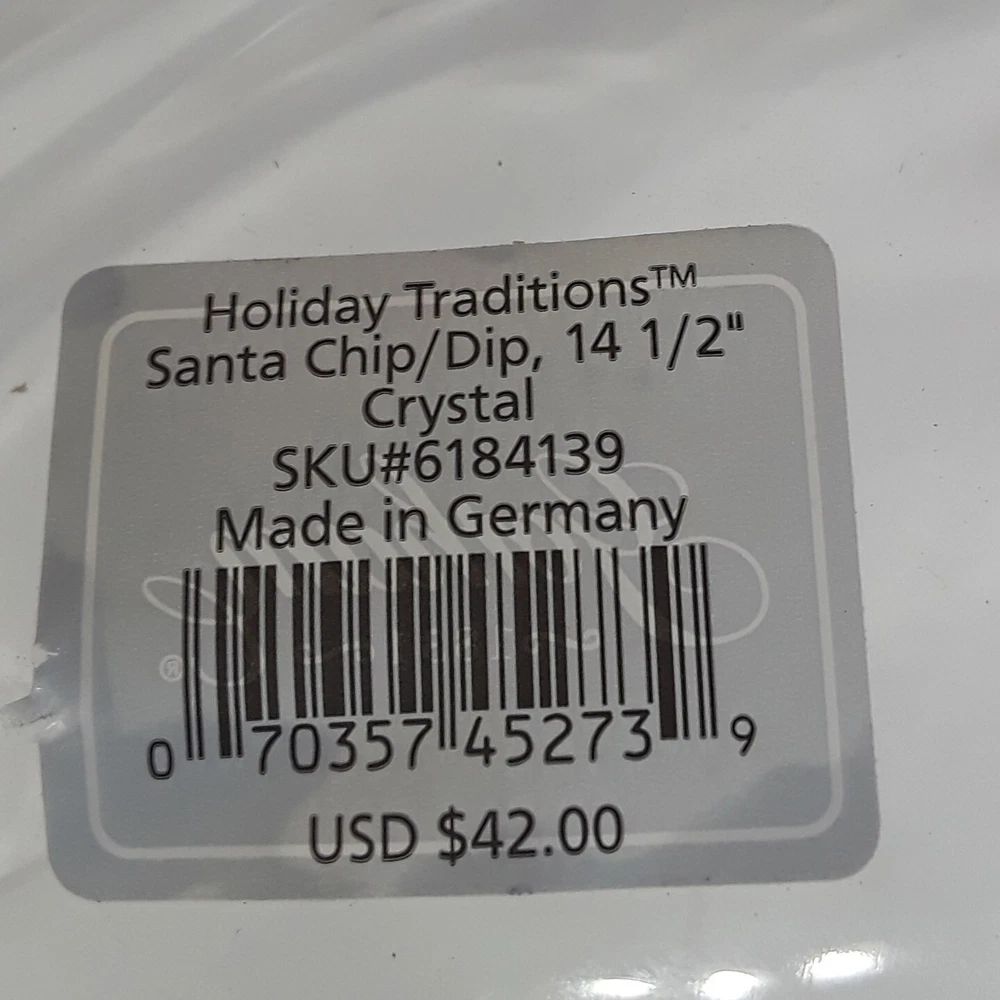 Holiday Traditions™
Santa Chip/Dip, 14 1/2"
Crystal
SKU#6184139
Made in Germany
0 70357 45273 9
USD $42.00